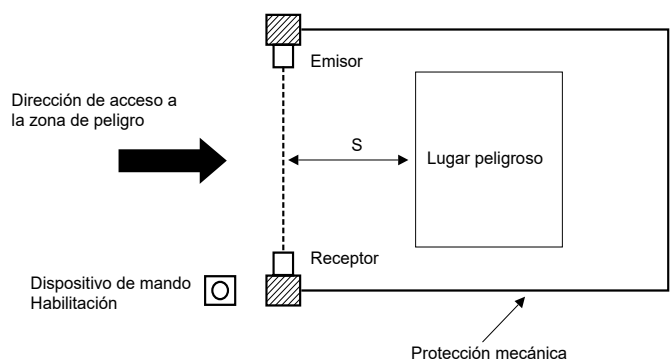 Emisor
Dirección de acceso a
la zona de peligro
S
Lugar peligroso
Receptor
Dispositivo de mando
Habilitación
Protección mecánica